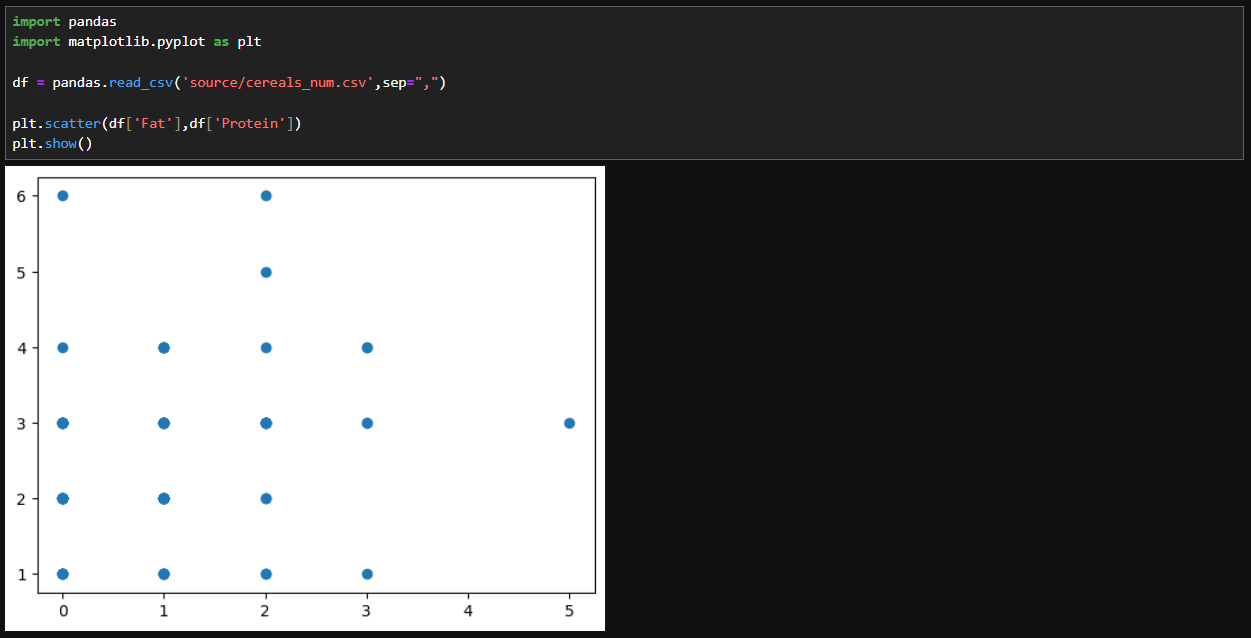 import pandas
import matplotlib.pyplot as plt
df = pandas.read_csv('source/cereals_num.csv',sep=",")
plt.scatter(df['Fat'],df['Protein'])
plt.show()
6
5
4
3
2
1
0 1 2 3 4 5